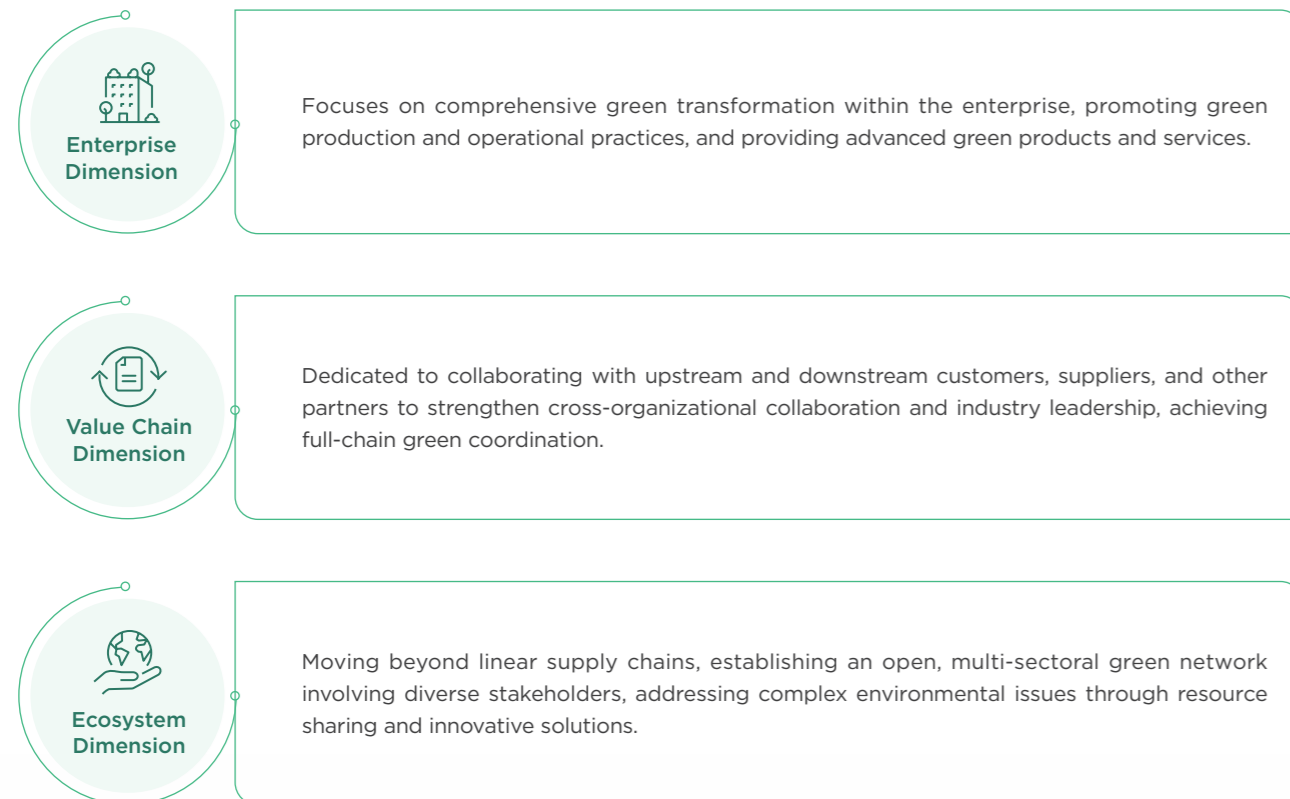 Enterprise
Dimension
Focuses on comprehensive green transformation within the enterprise, promoting green
production and operational practices, and providing advanced green products and services.
Value Chain
Dimension
Dedicated to collaborating with upstream and downstream customers, suppliers, and other
partners to strengthen cross-organizational collaboration and industry leadership, achieving
full-chain green coordination.
Ecosystem
Dimension
Moving beyond linear supply chains, establishing an open, multi-sectoral green network
involving diverse stakeholders, addressing complex environmental issues through resource
sharing and innovative solutions.